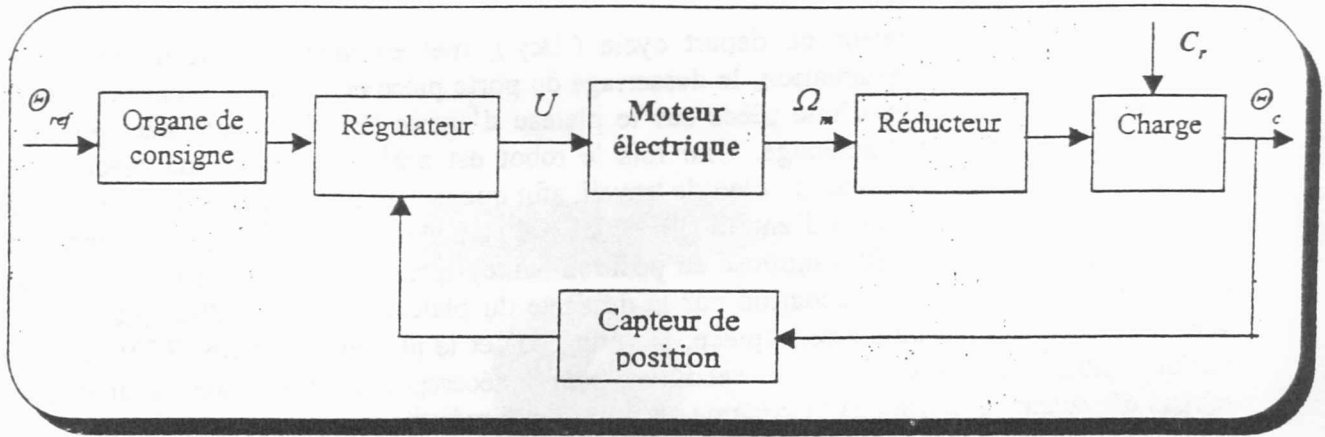 Θ_ref
Organe de
consigne
Régulateur
U
Moteur
électrique
Ω_m
Réducteur
C_r
Charge
Θ_c
Capteur de
position